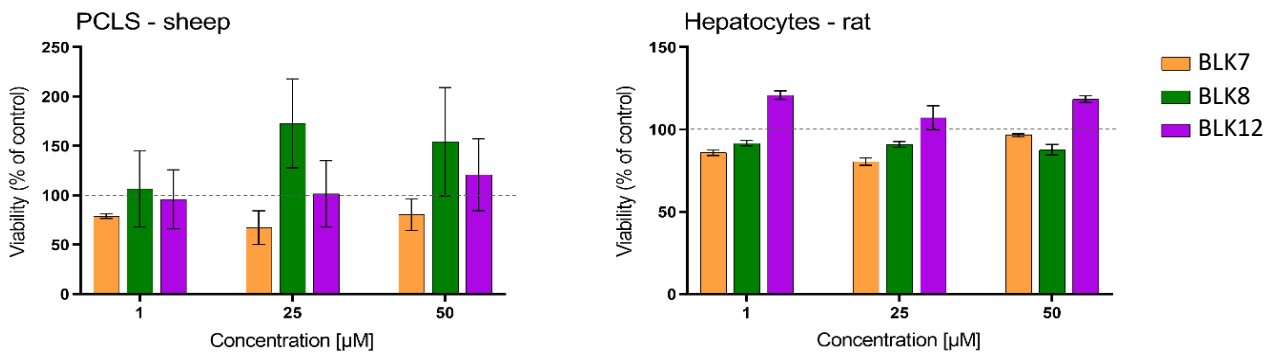 PCLS - sheep
Viability (% of control)
250
200
150
100
50
0
1
25
50
Concentration [µM]
Hepatocytes - rat
Viability (% of control)
150
100
50
0
1
25
50
Concentration [µM]
BLK7
BLK8
BLK12